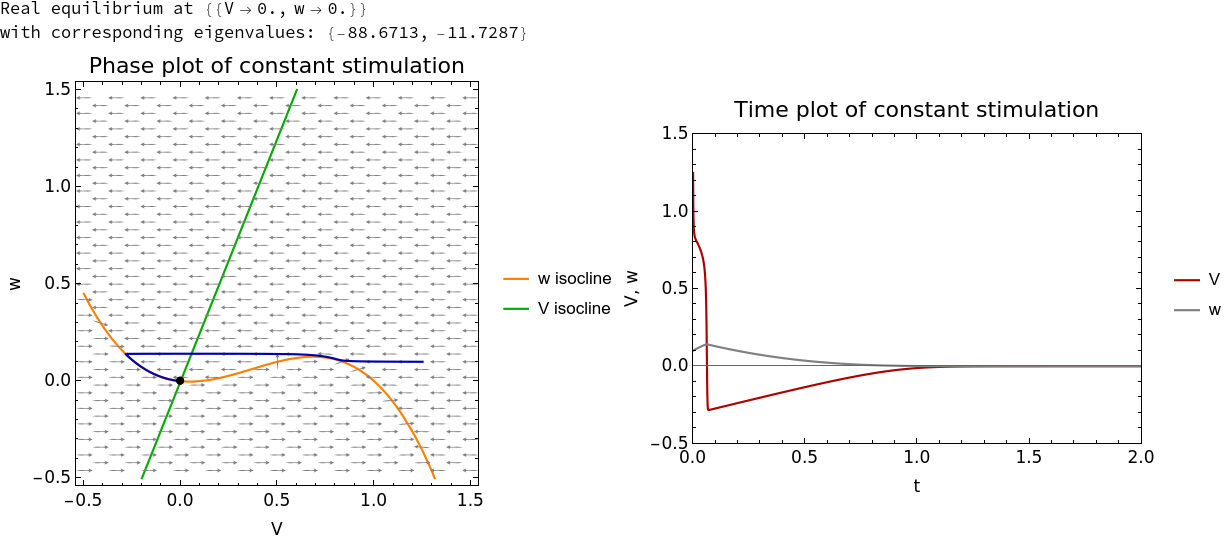 Real equilibrium at {{V → 0., w → 0.}}
with corresponding eigenvalues: {-88.6713, -11.7287}
Phase plot of constant stimulation
1.5
1.0
0.5
0.0
−0.5
w
−0.5 0.0 0.5 1.0 1.5
V
w isocline
V isocline
Time plot of constant stimulation
1.5
1.0
0.5
0.0
−0.5
V, w
0.0 0.5 1.0 1.5 2.0
t
V
w